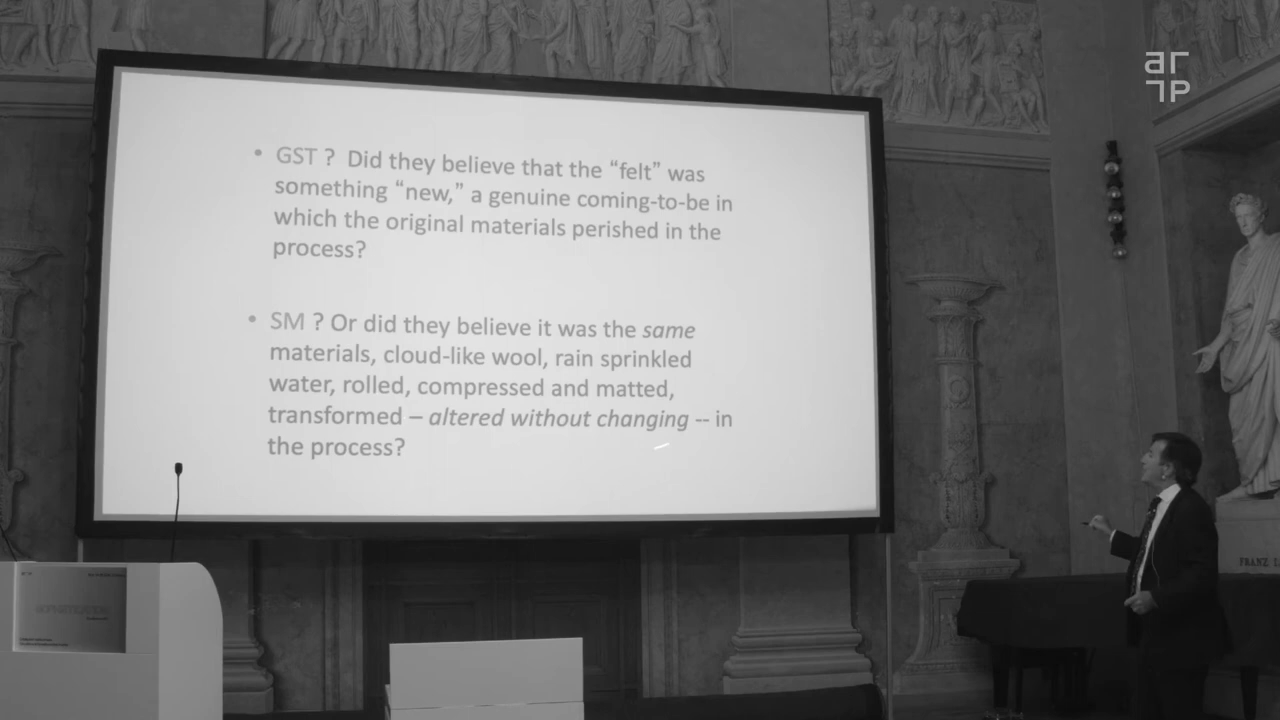 ar
P
• GST ? Did they believe that the “felt” was
something “new,” a genuine coming-to-be in
which the original materials perished in the
process?
• SM ? Or did they believe it was the same
materials, cloud-like wool, rain sprinkled
water, rolled, compressed and matted,
transformed – altered without changing -- in
the process?
FRANZ I